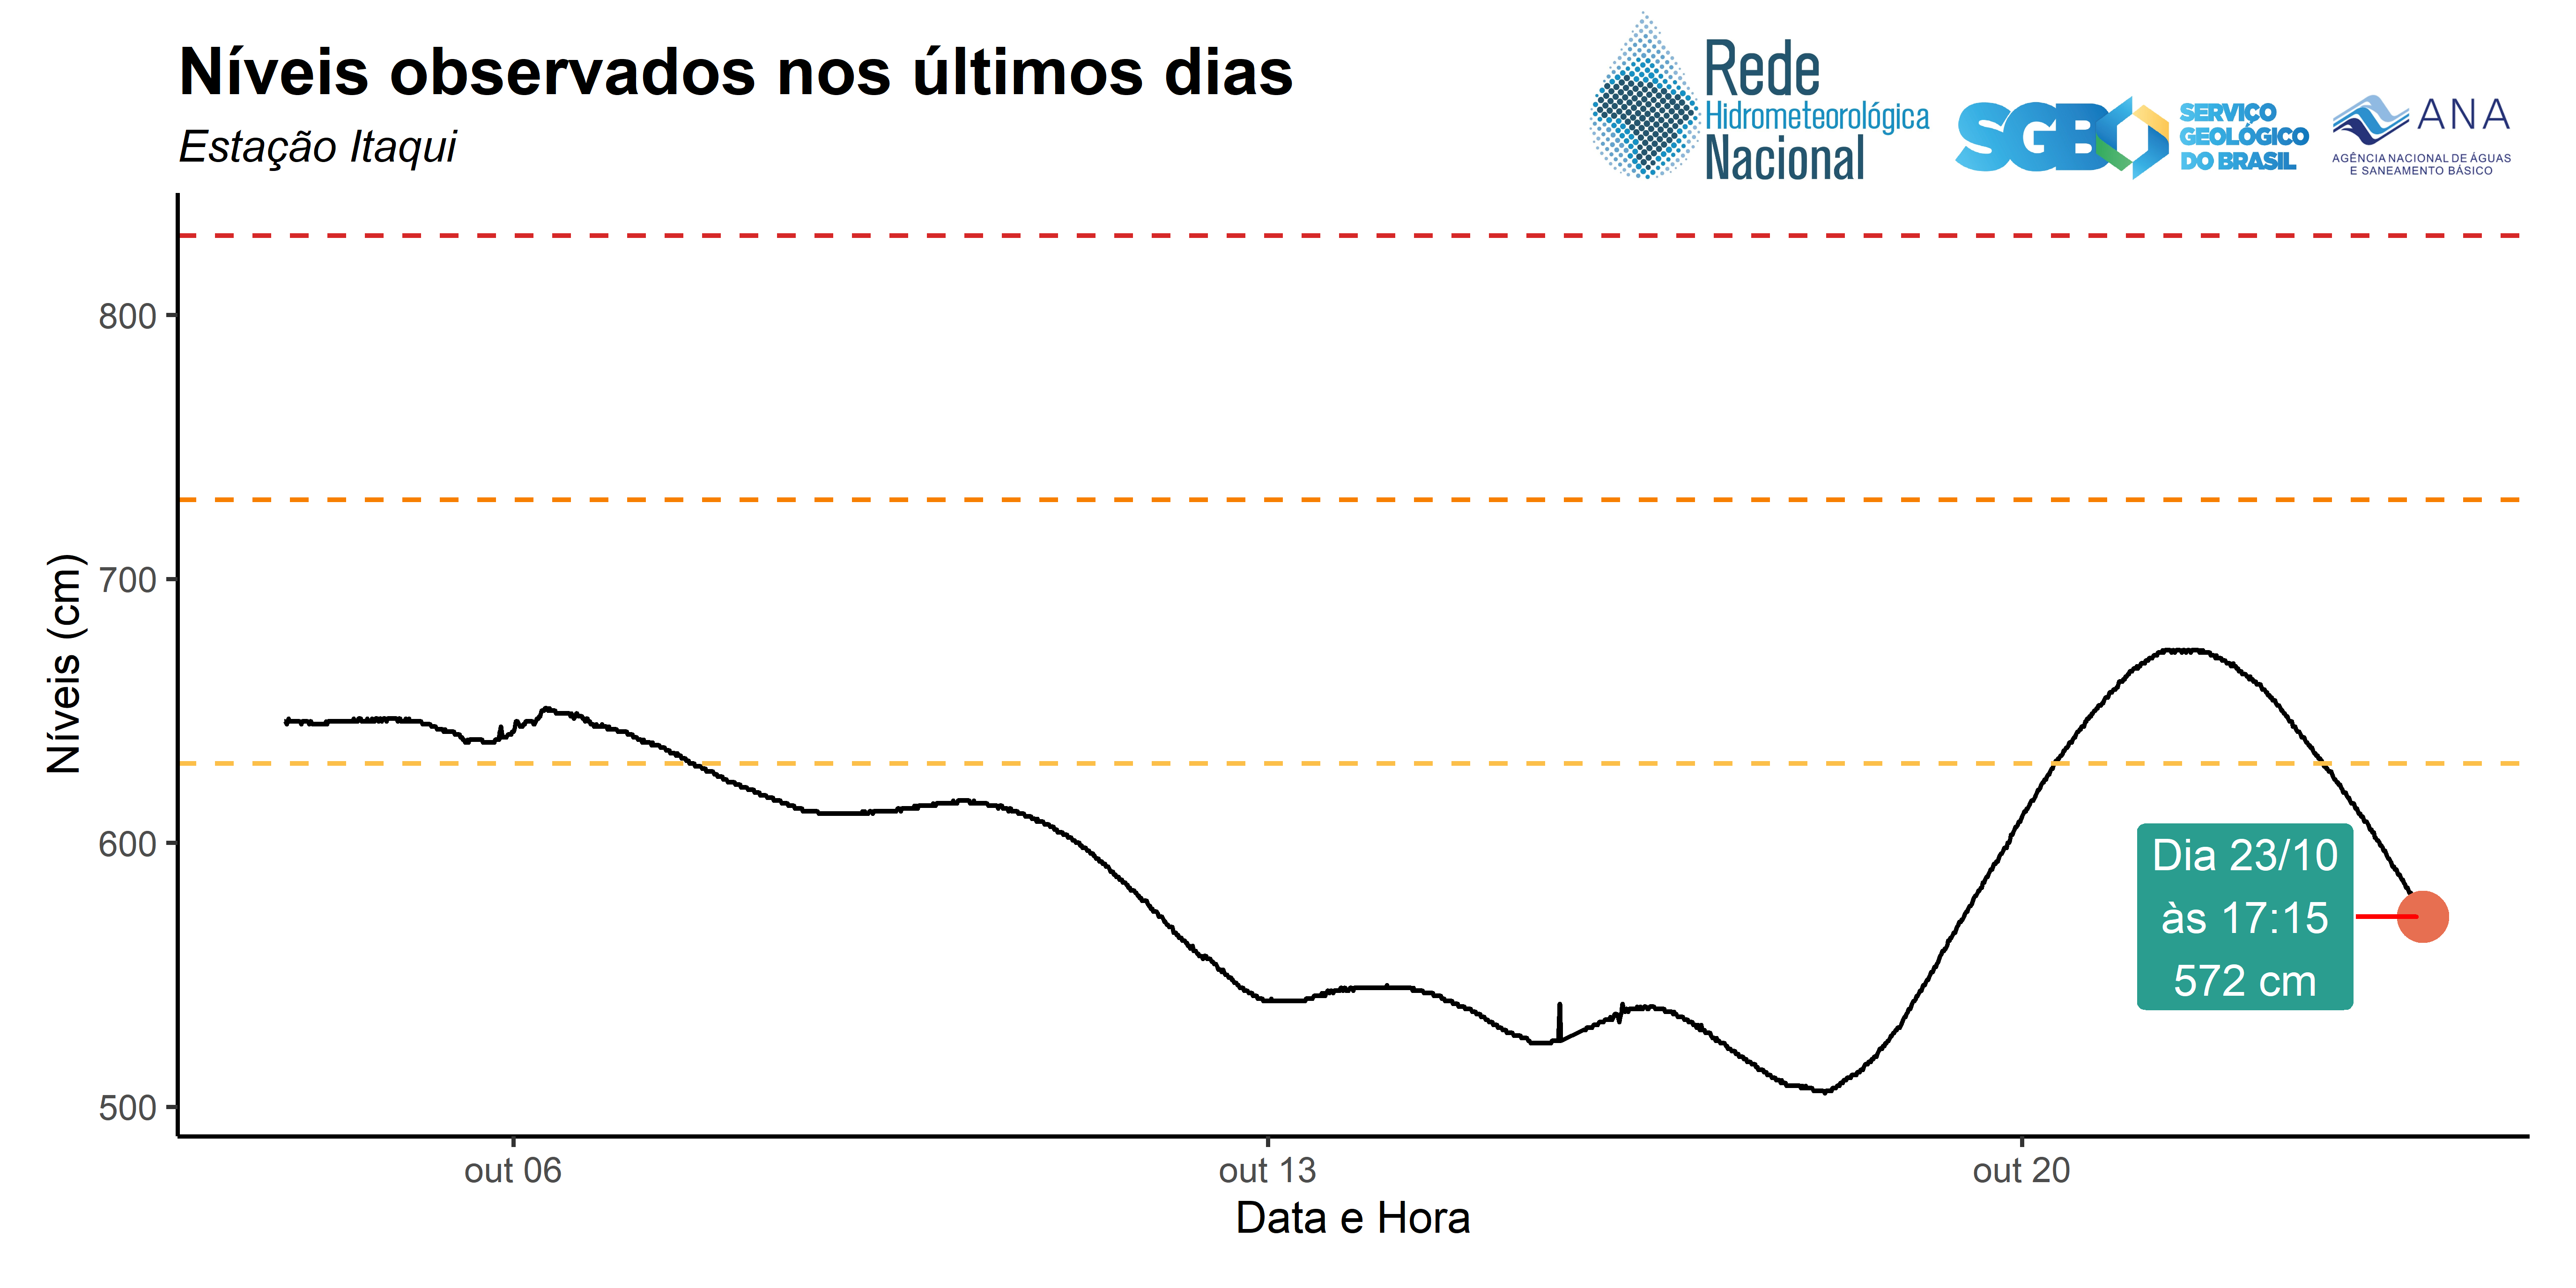 Níveis observados nos últimos dias
Estação Itaqui
Rede
Hidrometeorológica
Nacional
SGB
SERVIÇO
GEOLÓGICO
DO BRASIL
ANA
AGÊNCIA NACIONAL DE ÁGUAS
E SANEAMENTO BÁSICO
Níveis (cm)
800
700
600
500
Dia 23/10
às 17:15
572 cm
out 06
out 13
out 20
Data e Hora